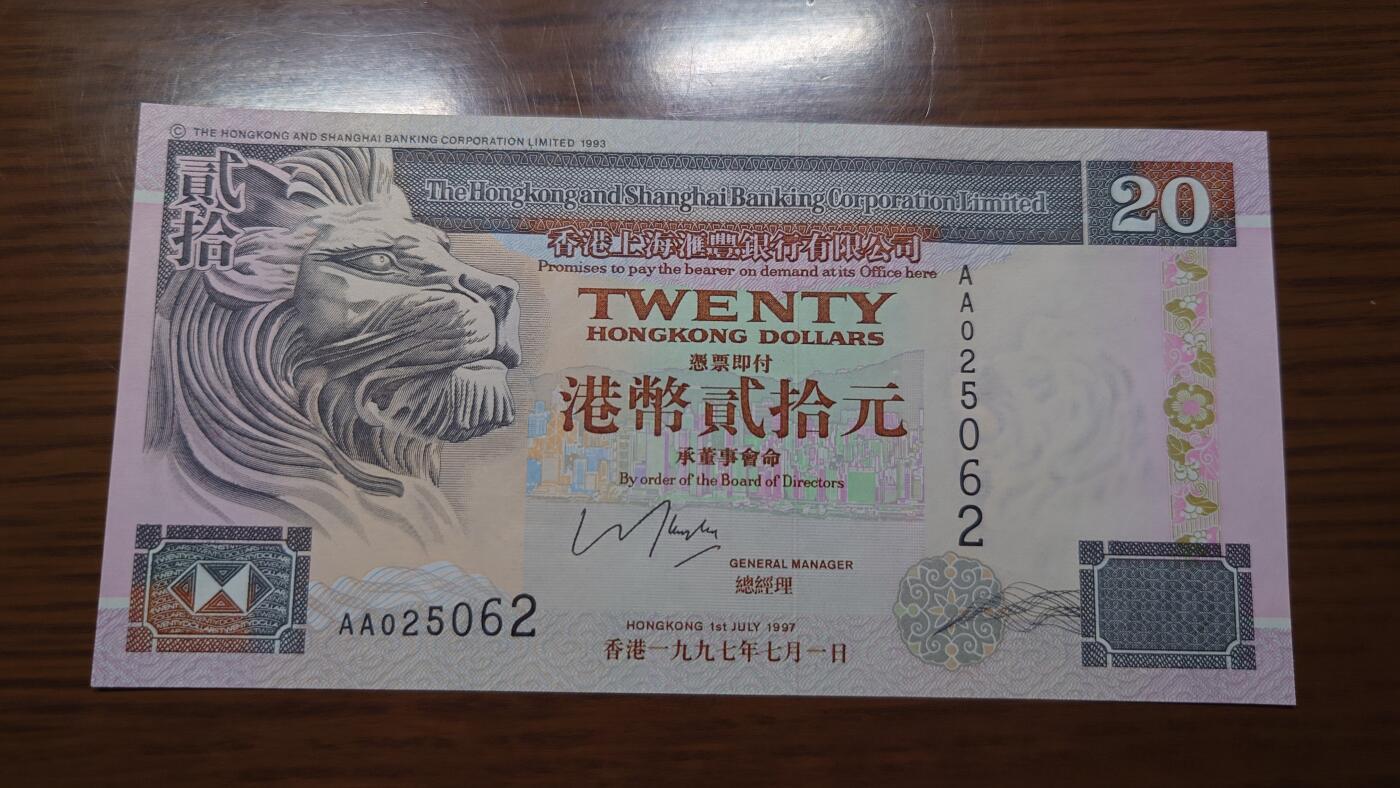 © THE HONGKONG AND SHANGHAI BANKING CORPORATION LIMITED 1993
貳拾
The Hongkong and Shanghai Banking Corporation Limited
20
香港上海滙豐銀行有限公司
Promises to pay the bearer on demand at its Office here
TWENTY
HONGKONG DOLLARS
憑票即付
港幣貳拾元
承董事會命
By order of the Board of Directors
AA025062
GENERAL MANAGER
總經理
AA025062
HONGKONG 1st JULY 1997
香港一九九七年七月一日